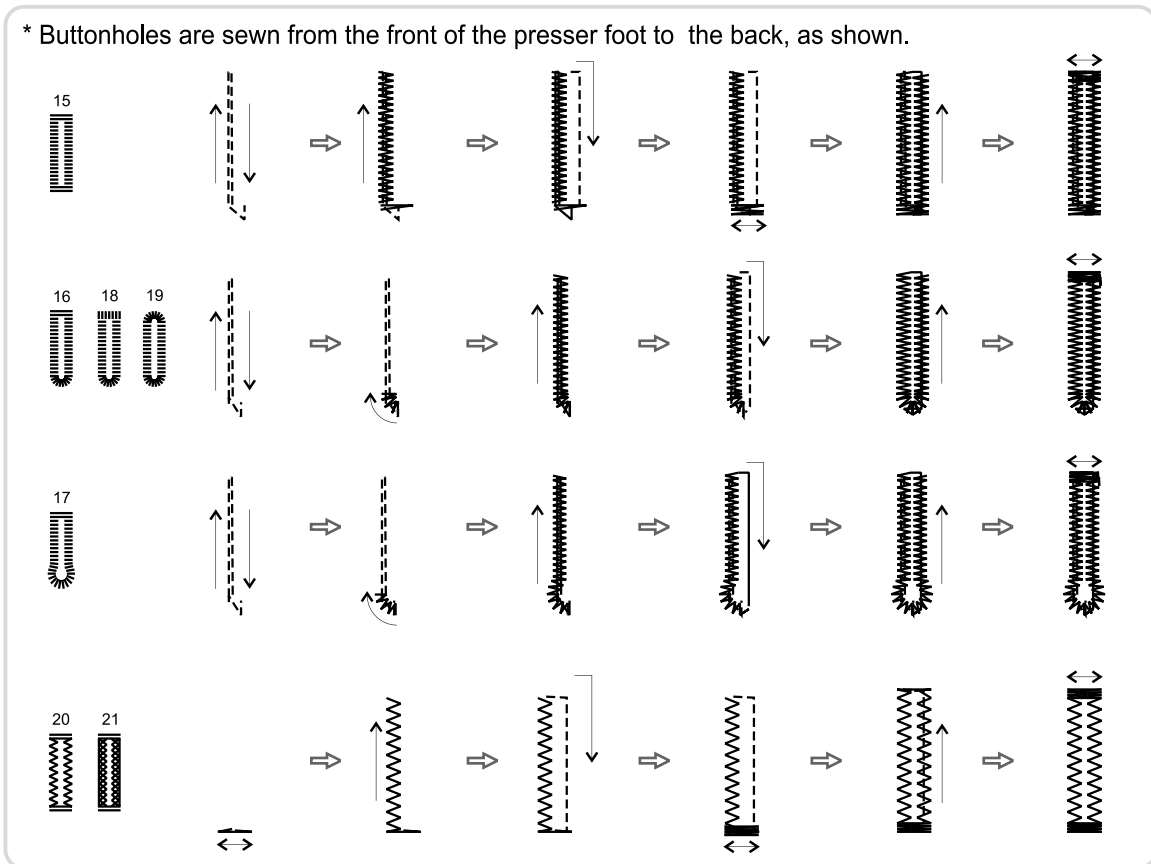 * Buttonholes are sewn from the front of the presser foot to the back, as shown.
15
16 18 19
17
20 21